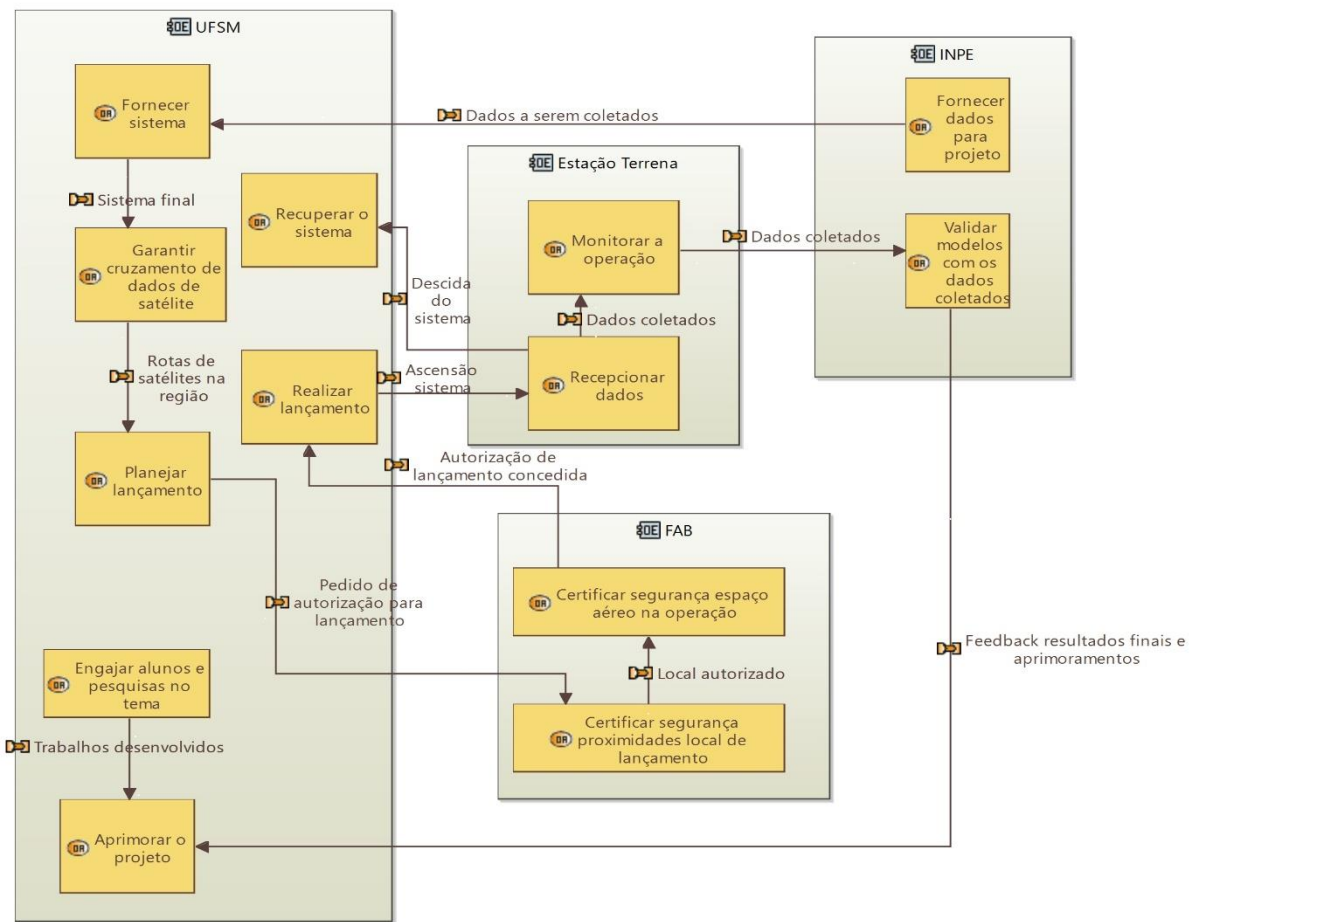 UFSM
Fornecer
sistema
Sistema final
Garantir
cruzamento de
dados de
satélite
Rotas de
satélites na
região
Planejar
lançamento
Pedido de
autorização para
lançamento
Engajar alunos e
pesquisas no
tema
Trabalhos desenvolvidos
Aprimorar o
projeto
Recuperar o
sistema
Descida
do
sistema
Realizar
lançamento
Ascensão
sistema
Autorização de
lançamento concedida
Dados a serem coletados
Estação Terrena
Monitorar a
operação
Dados coletados
Recepcionar
dados
Dados coletados
INPE
Fornecer
dados
para
projeto
Validar
modelos
com os
dados
coletados
FAB
Certificar segurança espaço
aéreo na operação
Local autorizado
Certificar segurança
proximidades local de
lançamento
Feedback resultados finais e
aprimoramentos